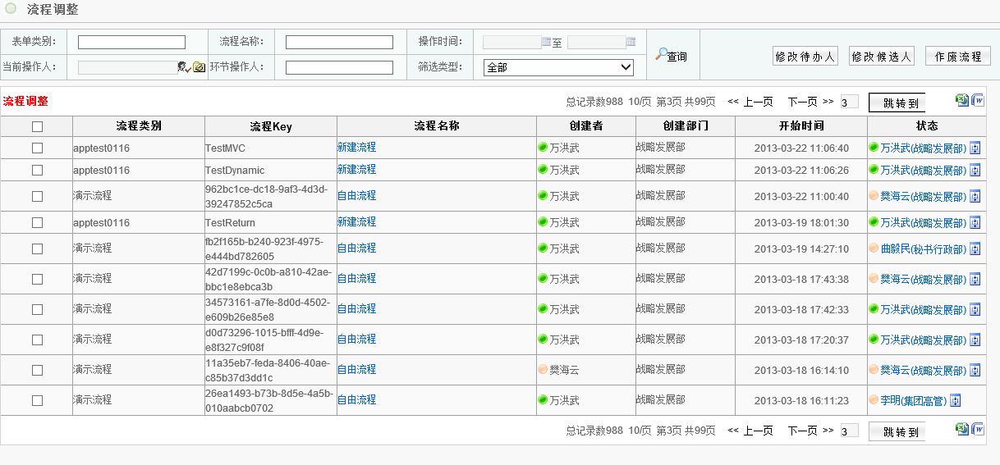 流程调整
表单类别: 流程名称: 操作时间: 至 查询 修改待办人 修改候选人 作废流程
当前操作人: 环节操作人: 筛选类型: 全部
流程调整 总记录数988 10/页 第3页 共99页 << 上一页 下一页 >> 3 跳转到
流程类别 流程Key 流程名称 创建者 创建部门 开始时间 状态
apptest0116 TestMVC 新建流程 万洪武 战略发展部 2013-03-22 11:06:40 万洪武(战略发展部)
apptest0116 TestDynamic 新建流程 万洪武 战略发展部 2013-03-22 11:06:26 万洪武(战略发展部)
演示流程 962bc1ce-dc18-9af3-4d3d- 自由流程 万洪武 战略发展部 2013-03-22 11:00:40 樊海云(战略发展部)
39247852c5ca
apptest0116 TestReturn 新建流程 万洪武 战略发展部 2013-03-19 18:01:30 万洪武(战略发展部)
演示流程 fb2f165b-b240-923f-4975- 自由流程 万洪武 战略发展部 2013-03-19 14:27:10 曲毅民(秘书行政部)
e444bd782605
演示流程 42d7199c-0c0b-a810-42ae- 自由流程 万洪武 战略发展部 2013-03-18 17:43:38 樊海云(战略发展部)
bbc1e8ebca3b
演示流程 34573161-a7fe-8d0d-4502- 自由流程 万洪武 战略发展部 2013-03-18 17:42:33 万洪武(战略发展部)
e609b26e85e8
演示流程 d0d73296-1015-bfff-4d9e- 自由流程 万洪武 战略发展部 2013-03-18 17:20:37 万洪武(战略发展部)
e8f327c9f08f
演示流程 11a35eb7-feda-8406-40ae- 自由流程 樊海云 战略发展部 2013-03-18 16:14:10 樊海云(战略发展部)
c85b37d3dd1c
演示流程 26ea1493-b73b-8d5e-4a5b- 自由流程 万洪武 战略发展部 2013-03-18 16:11:23 李明(集团高管)
010aabcb0702
总记录数988 10/页 第3页 共99页 << 上一页 下一页 >> 3 跳转到